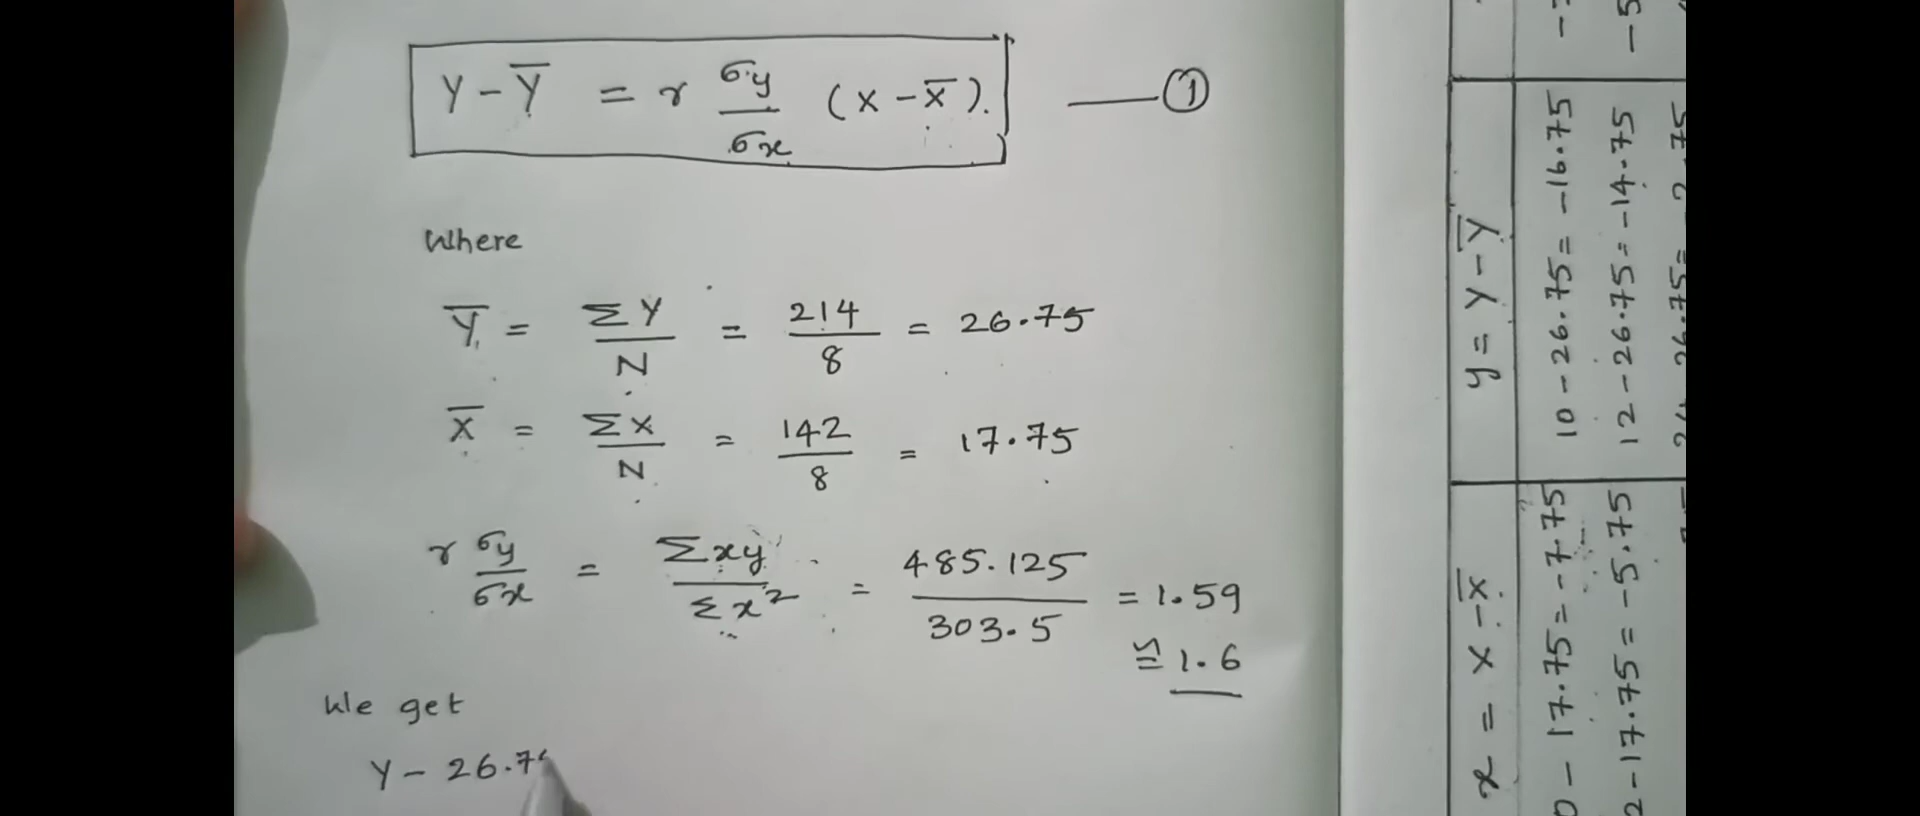 Y - Y̅ = r σy/σx (X - X̅). —— ①
Where
Y̅ = ΣY/N = 214/8 = 26.75
X̅ = ΣX/N = 142/8 = 17.75
r σy/σx = Σxy/Σx² = 485.125/303.5 = 1.59
≅ 1.6
We get
Y - 26.7
x = X - X̅ y = Y - Y̅
0 - 17.75 = -7.75 10 - 26.75 = -16.75
2 - 17.75 = -5.75 12 - 26.75 = -14.75